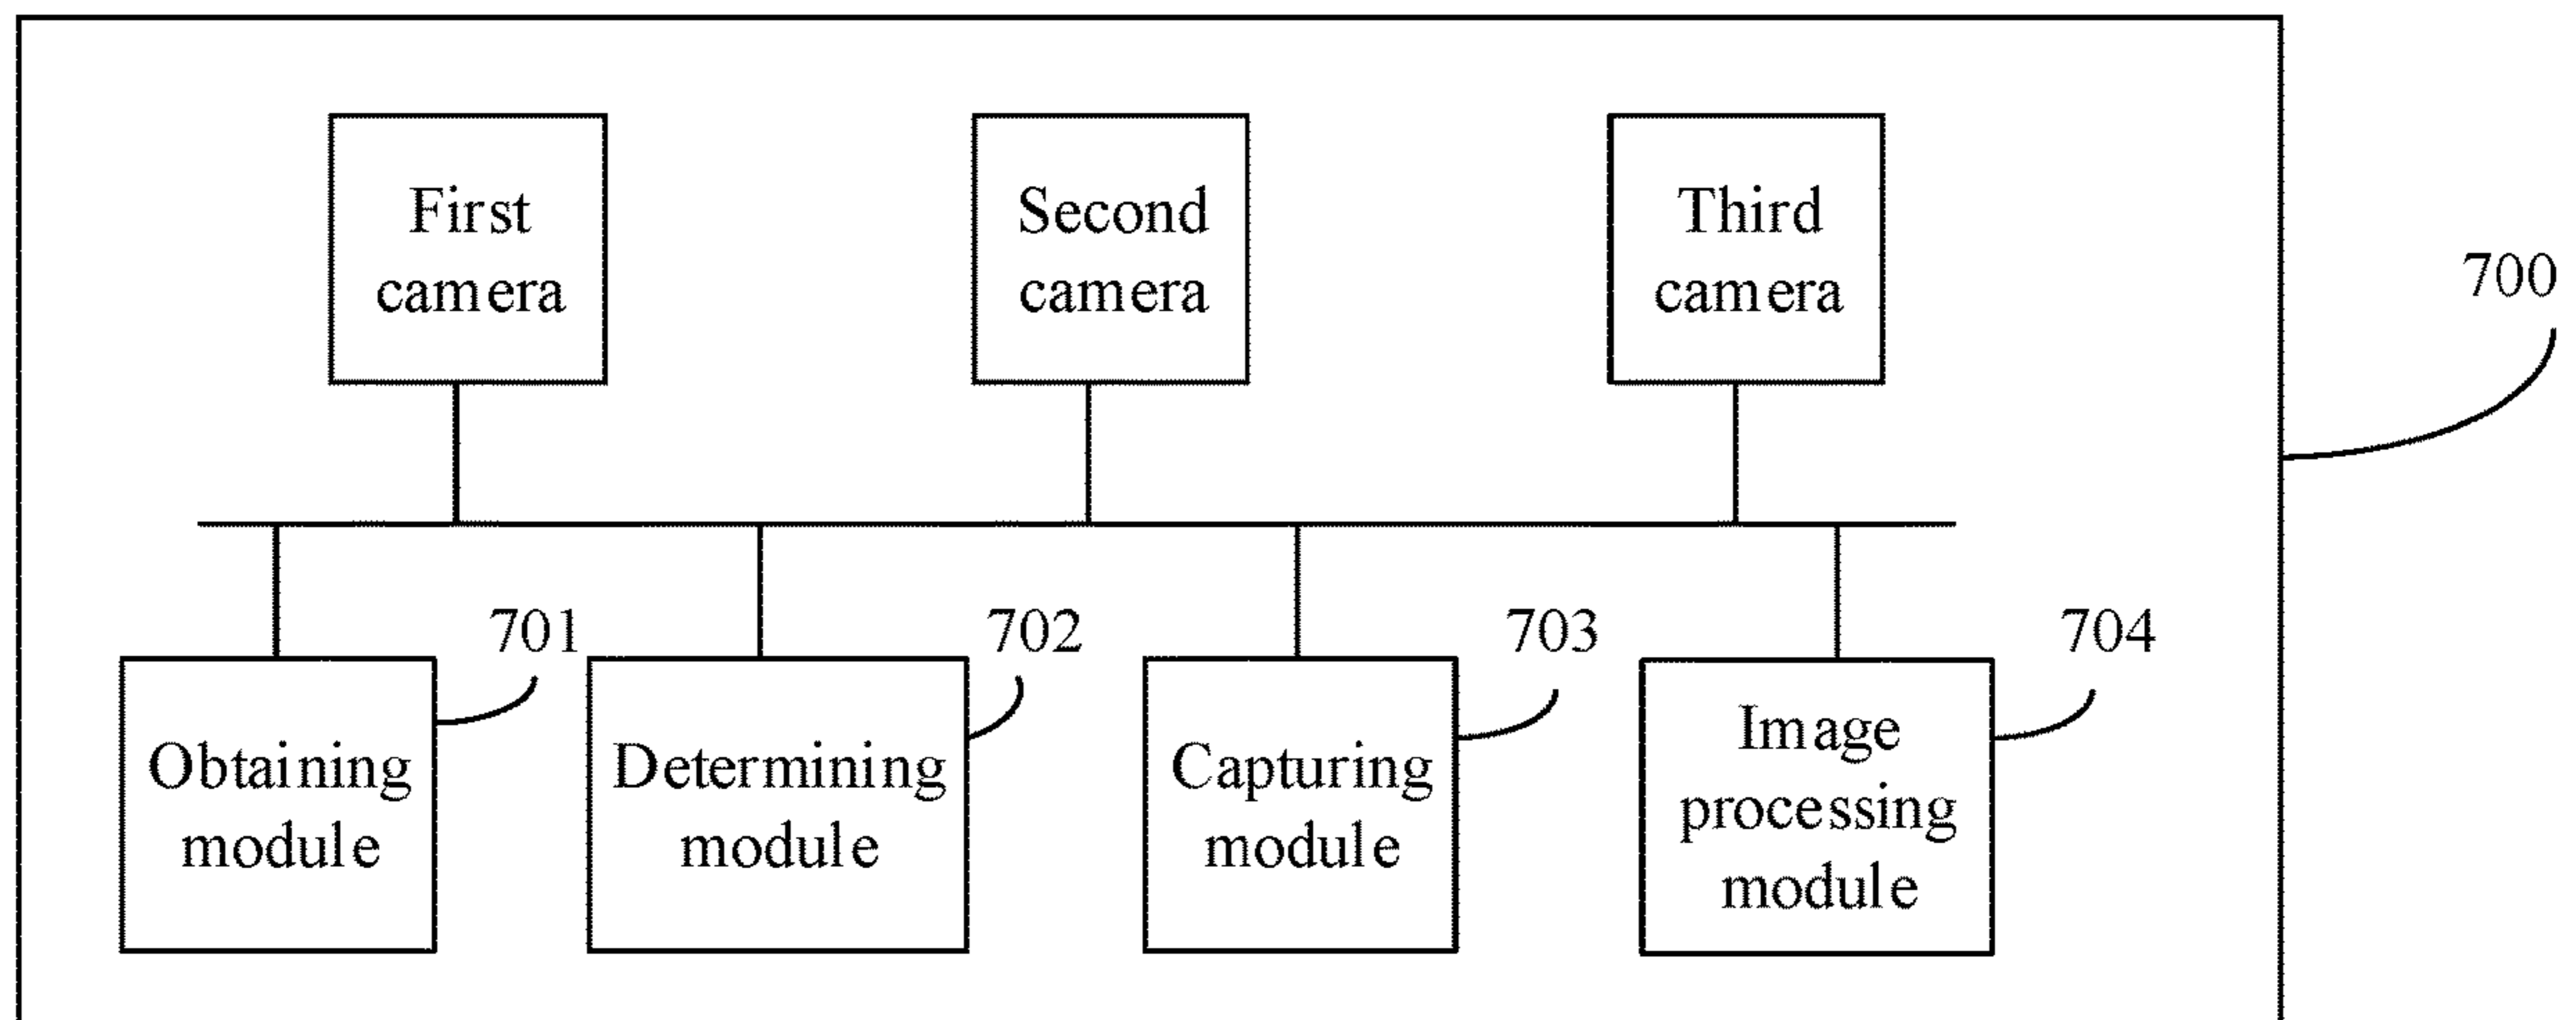 First
camera
Second
camera
Third
camera
700
701
702
703
704
Obtaining
module
Determining
module
Capturing
module
Image
processing
module